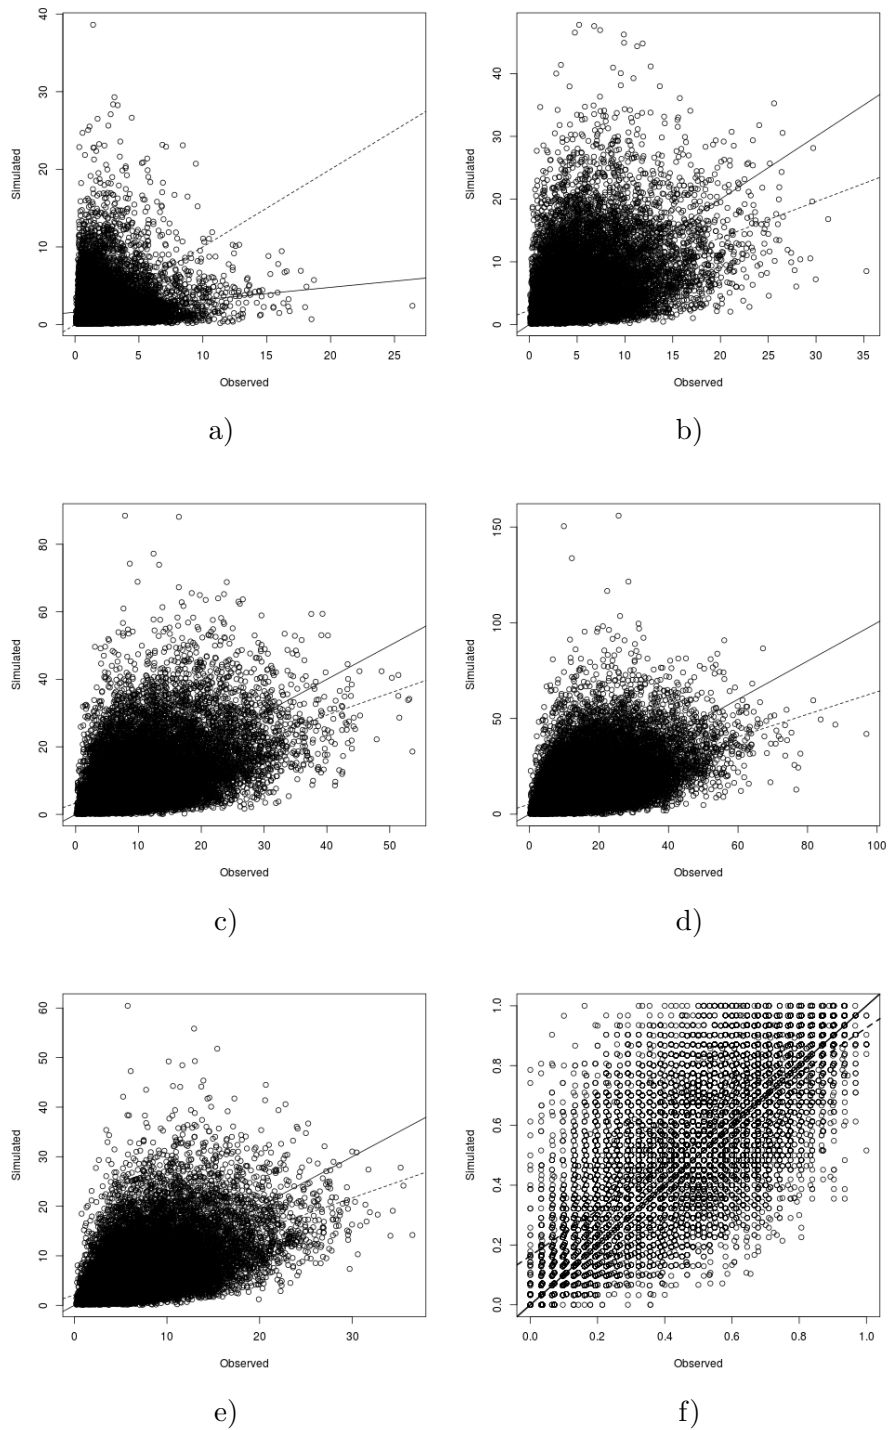 40
30
20
10
0
Simulated
0 5 10 15 20 25
Observed
a)
40
30
20
10
0
Simulated
0 5 10 15 20 25 30 35
Observed
b)
80
60
40
20
0
Simulated
0 10 20 30 40 50
Observed
c)
150
100
50
0
Simulated
0 20 40 60 80 100
Observed
d)
60
50
40
30
20
10
0
Simulated
0 10 20 30
Observed
e)
1.0
0.8
0.6
0.4
0.2
0.0
Simulated
0.0 0.2 0.4 0.6 0.8 1.0
Observed
f)